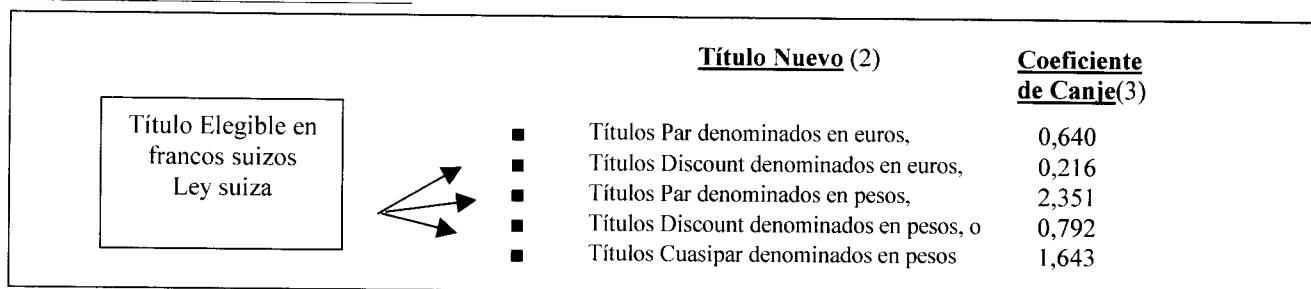 Título Nuevo (2)
Coeficiente
de Canje(3)
Título Elegible en
francos suizos
Ley suiza
■ Títulos Par denominados en euros, 0,640
■ Títulos Discount denominados en euros, 0,216
■ Títulos Par denominados en pesos, 2,351
■ Títulos Discount denominados en pesos, o 0,792
■ Títulos Cuasipar denominados en pesos 1,643